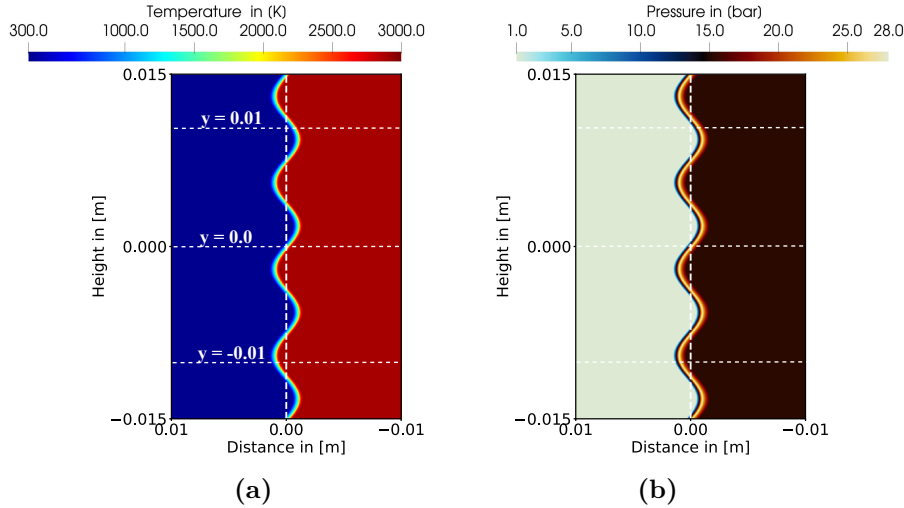 Temperature in (K)
300.0 1000.0 1500.0 2000.0 2500.0 3000.0
0.015
y = 0.01
Height in [m]
0.000
y = 0.0
y = -0.01
−0.015
0.01 0.00 −0.01
Distance in [m]
(a)
Pressure in (bar)
1.0 5.0 10.0 15.0 20.0 25.0 28.0
0.015
Height in [m]
0.000
−0.015
0.01 0.00 −0.01
Distance in [m]
(b)